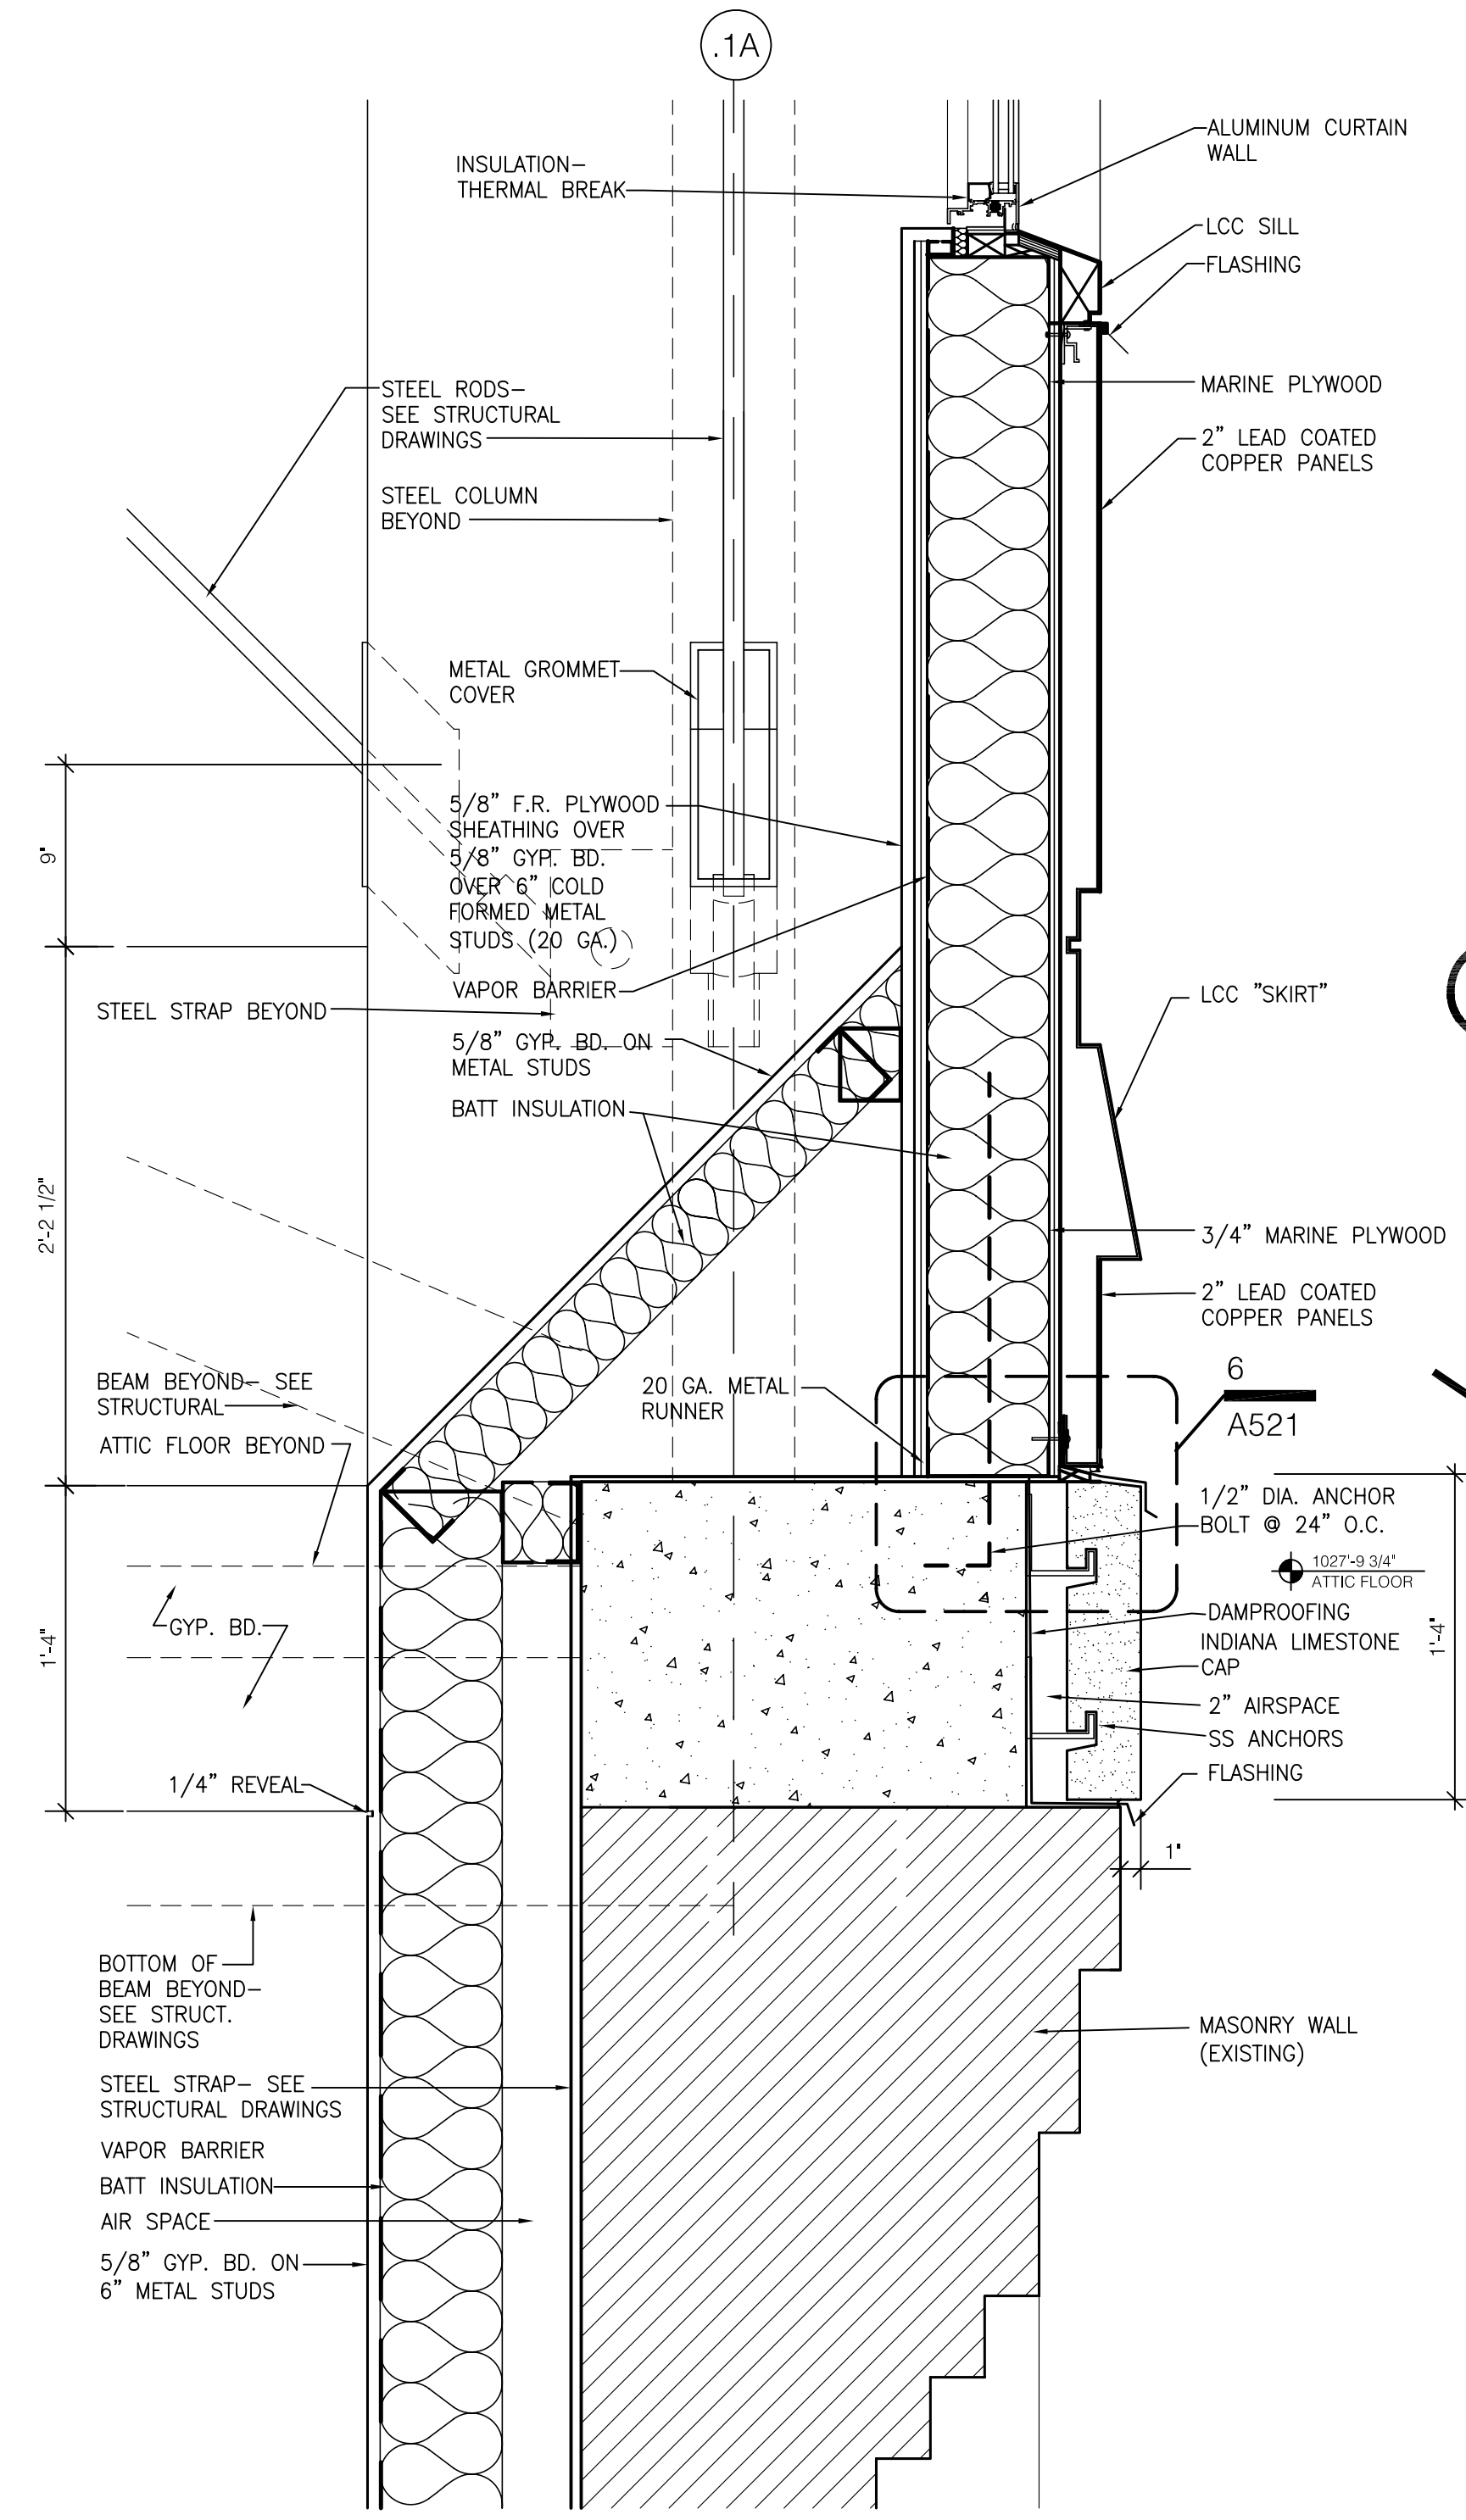 .1A
ALUMINUM CURTAIN
WALL
INSULATION–
THERMAL BREAK
LCC SILL
FLASHING
STEEL RODS–
SEE STRUCTURAL
DRAWINGS
MARINE PLYWOOD
2" LEAD COATED
COPPER PANELS
STEEL COLUMN
BEYOND
METAL GROMMET
COVER
5/8" F.R. PLYWOOD
SHEATHING OVER
5/8" GYP. BD.
OVER 6" COLD
FORMED METAL
STUDS (20 GA.)
9"
VAPOR BARRIER
LCC "SKIRT"
STEEL STRAP BEYOND
5/8" GYP. BD. ON
METAL STUDS
BATT INSULATION
2'-2 1/2"
3/4" MARINE PLYWOOD
2" LEAD COATED
COPPER PANELS
BEAM BEYOND– SEE
STRUCTURAL
20 GA. METAL
RUNNER
6
A521
ATTIC FLOOR BEYOND
1/2" DIA. ANCHOR
BOLT @ 24" O.C.
1027'-9 3/4"
ATTIC FLOOR
GYP. BD.
1'-4"
DAMPROOFING
INDIANA LIMESTONE
CAP
1'-4"
2" AIRSPACE
SS ANCHORS
FLASHING
1/4" REVEAL
1"
BOTTOM OF
BEAM BEYOND–
SEE STRUCT.
DRAWINGS
MASONRY WALL
(EXISTING)
STEEL STRAP– SEE
STRUCTURAL DRAWINGS
VAPOR BARRIER
BATT INSULATION
AIR SPACE
5/8" GYP. BD. ON
6" METAL STUDS